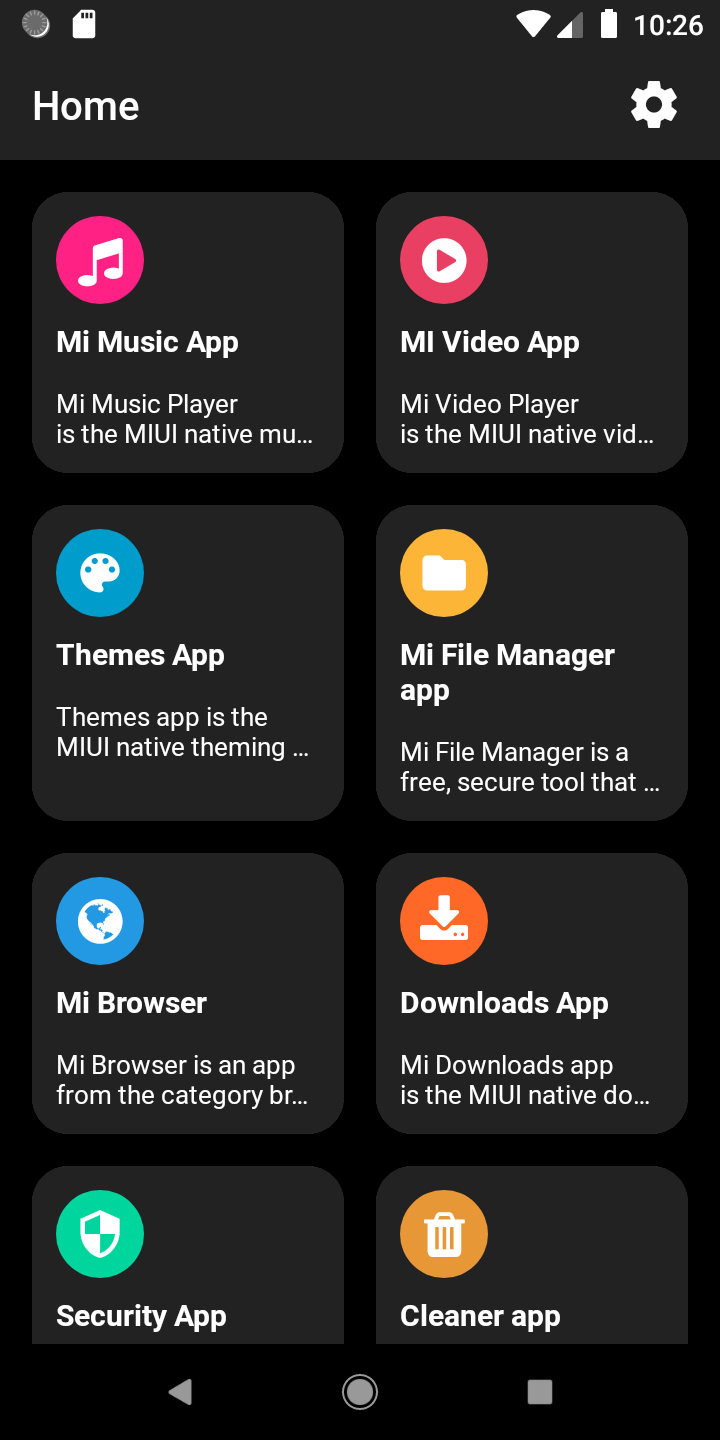 10:26
Home
Mi Music App
Mi Music Player
is the MIUI native mu...
MI Video App
Mi Video Player
is the MIUI native vid...
Themes App
Themes app is the
MIUI native theming ...
Mi File Manager
app
Mi File Manager is a
free, secure tool that ...
Mi Browser
Mi Browser is an app
from the category br...
Downloads App
Mi Downloads app
is the MIUI native do...
Security App
Cleaner app